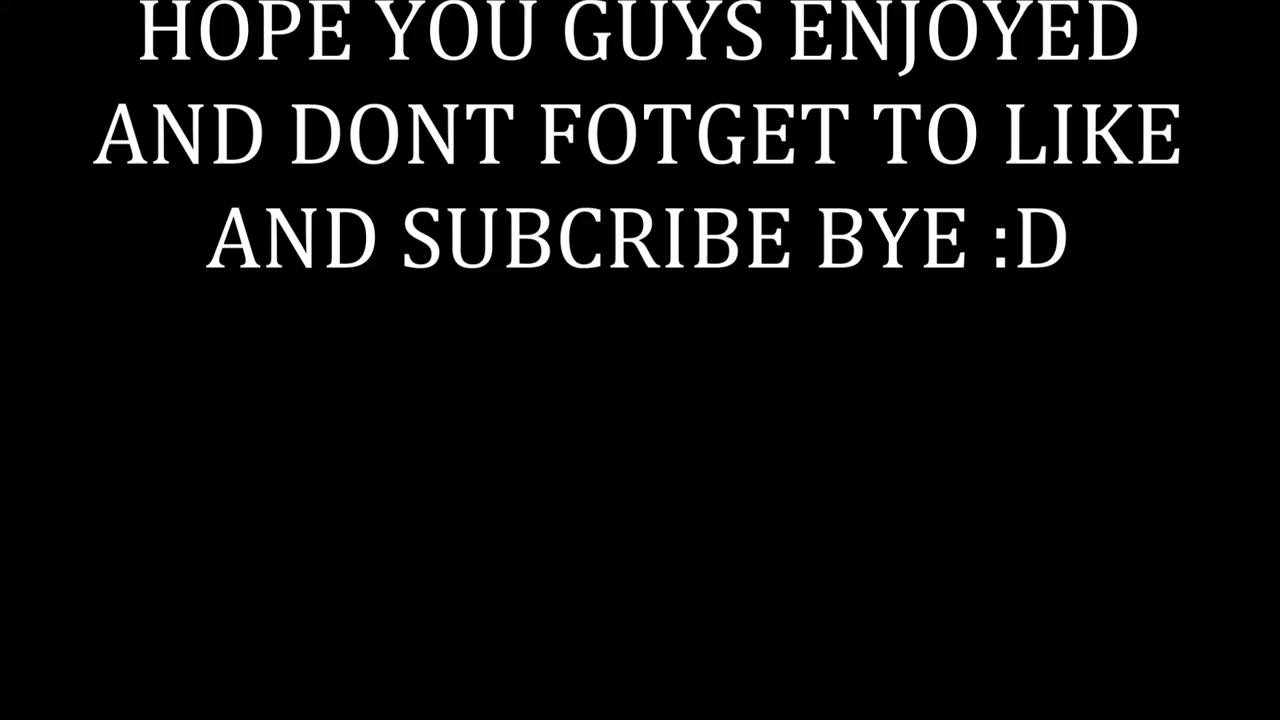 HOPE YOU GUYS ENJOYED
AND DONT FOTGET TO LIKE
AND SUBCRIBE BYE :D